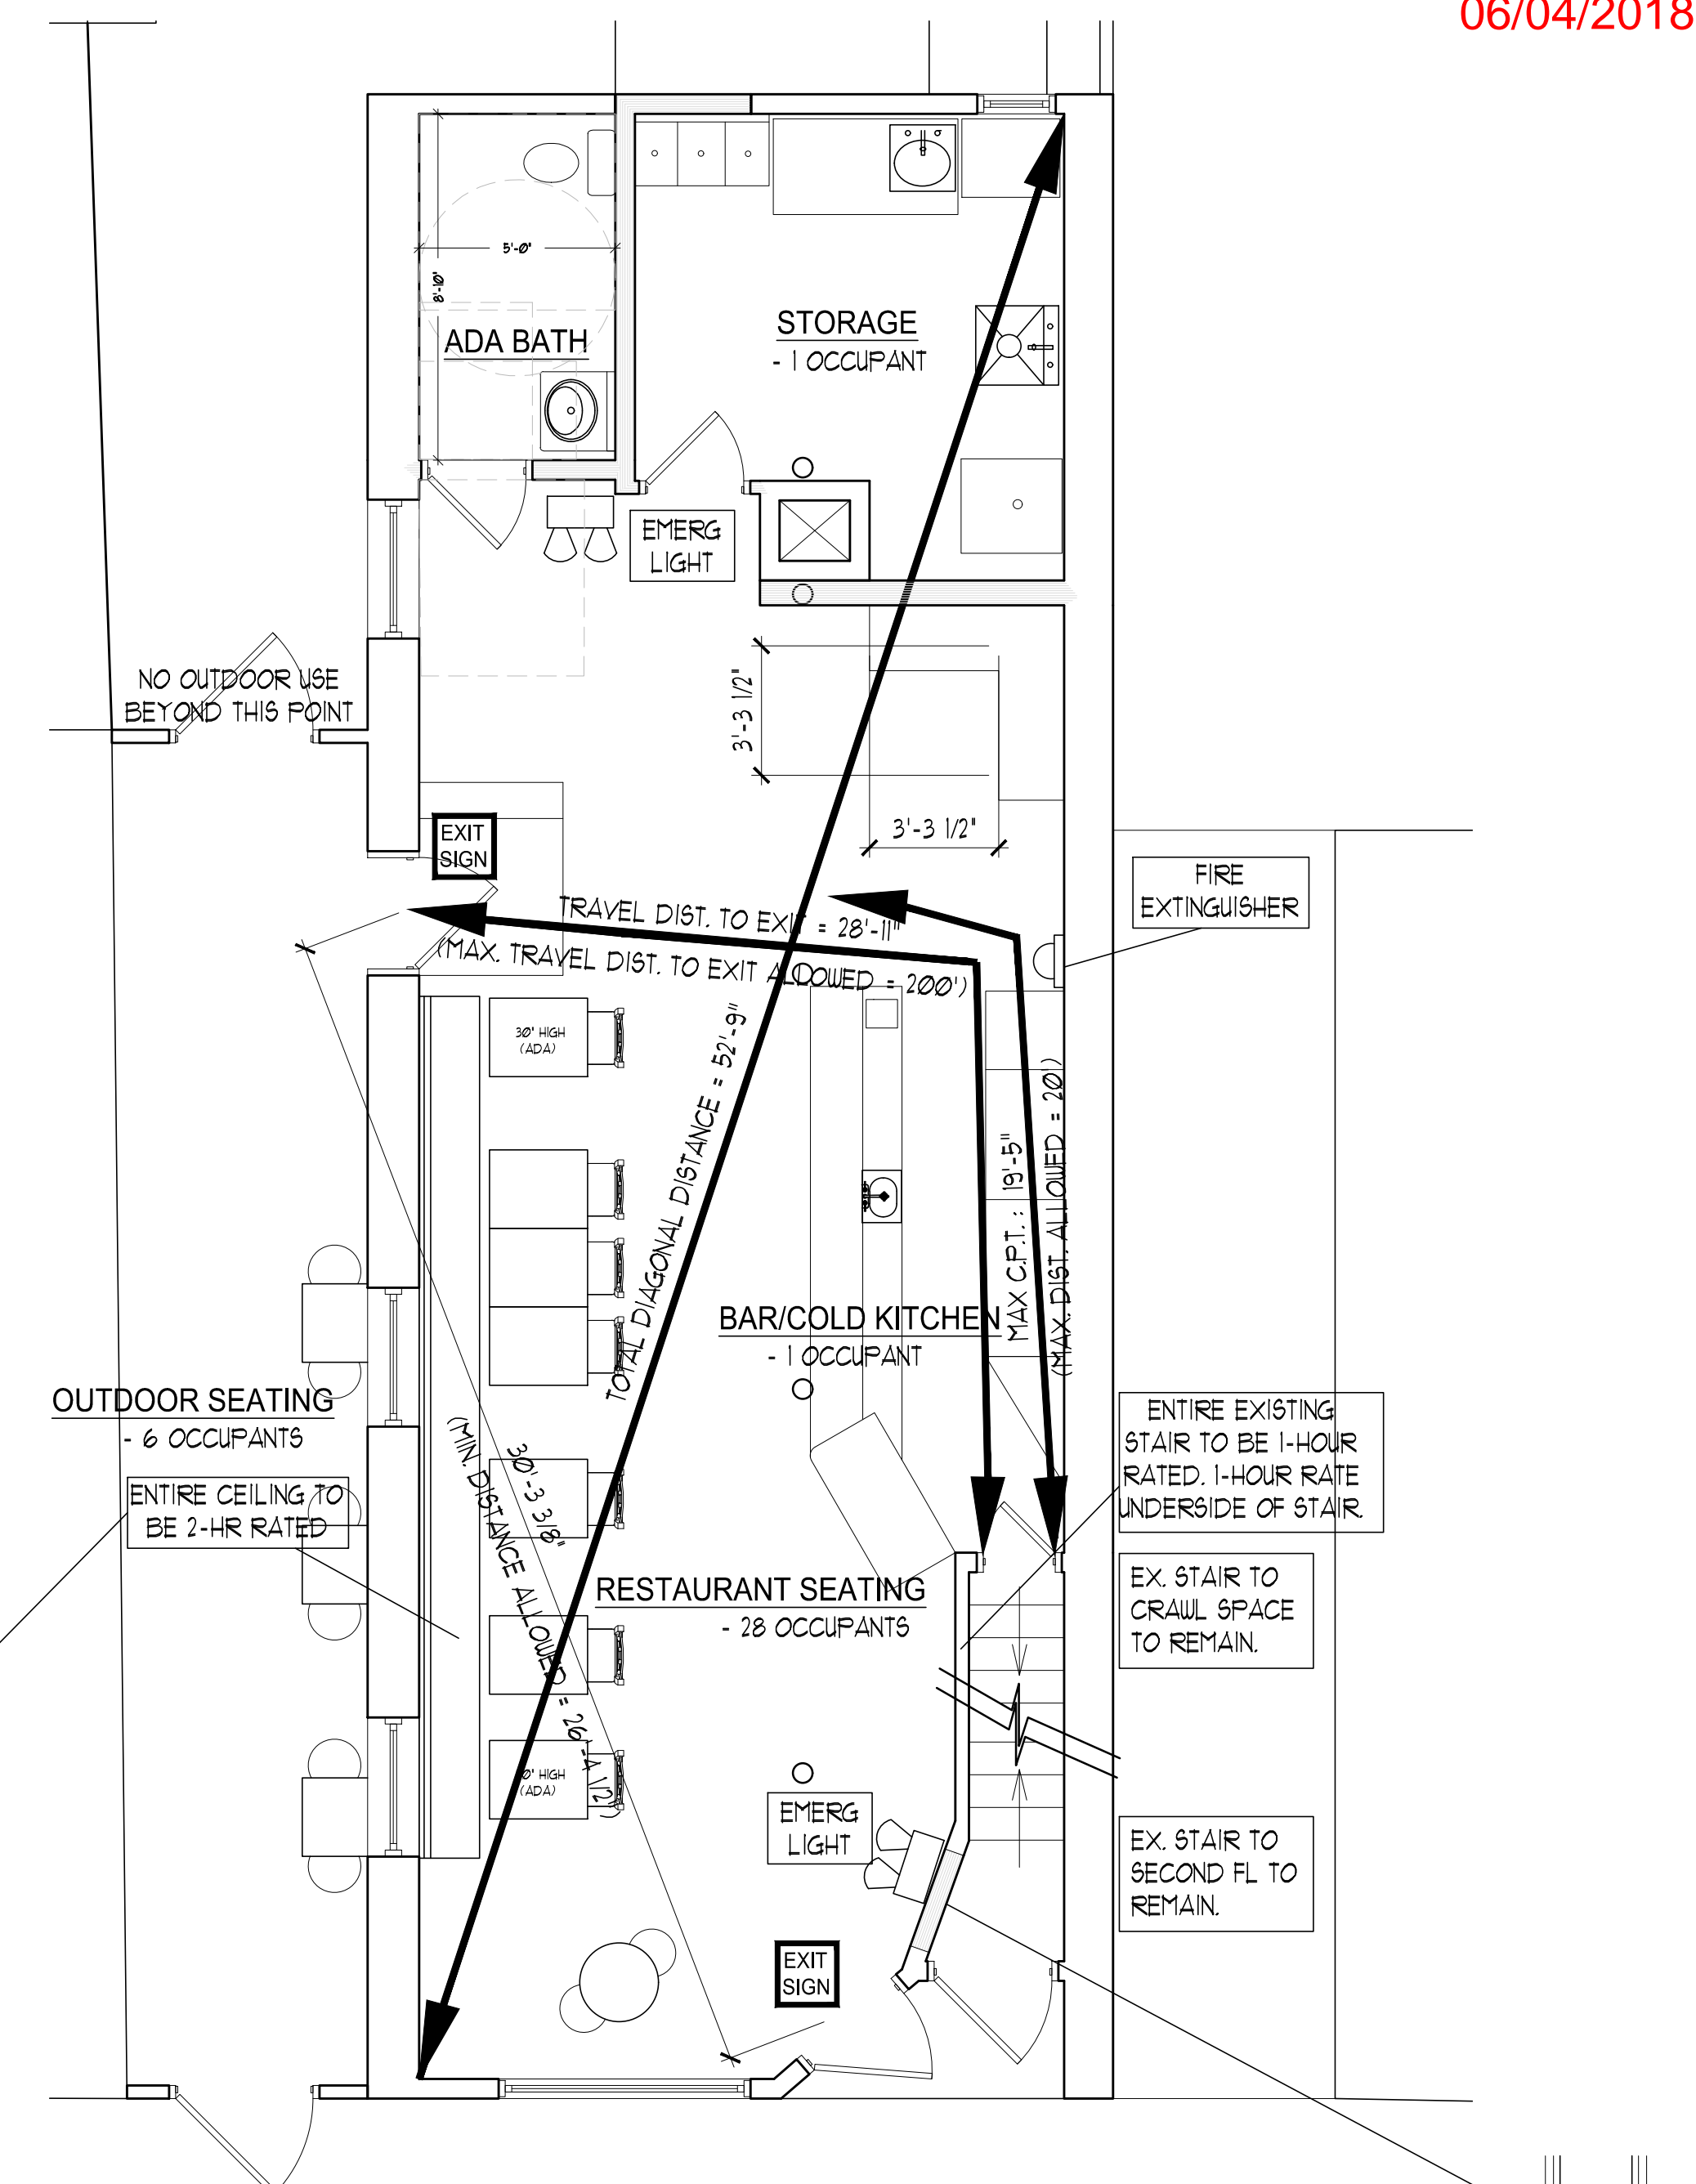 06/04/2018
5'-0"
8'-10"
ADA BATH
STORAGE
- 1 OCCUPANT
EMERG
LIGHT
NO OUTDOOR USE
BEYOND THIS POINT
3'-3 1/2"
3'-3 1/2"
EXIT
SIGN
FIRE
EXTINGUISHER
TRAVEL DIST. TO EXIT = 28'-11"
(MAX. TRAVEL DIST. TO EXIT ALLOWED = 200')
30" HIGH
(ADA)
TOTAL DIAGONAL DISTANCE = 52'-9"
MAX C.P.T. : 19'-5"
(MAX. DIST. ALLOWED = 20')
BAR/COLD KITCHEN
- 1 OCCUPANT
OUTDOOR SEATING
- 6 OCCUPANTS
ENTIRE CEILING TO
BE 2-HR RATED
30'-3 3/8"
(MIN. DISTANCE ALLOWED = 26'-4 1/2")
ENTIRE EXISTING
STAIR TO BE 1-HOUR
RATED. 1-HOUR RATE
UNDERSIDE OF STAIR.
RESTAURANT SEATING
- 28 OCCUPANTS
EX. STAIR TO
CRAWL SPACE
TO REMAIN.
30" HIGH
(ADA)
EMERG
LIGHT
EX. STAIR TO
SECOND FL TO
REMAIN.
EXIT
SIGN